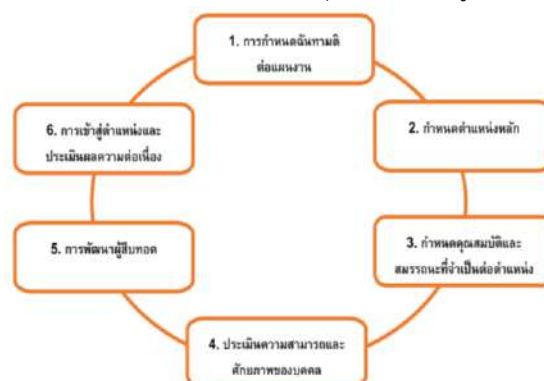 1. การกำหนดฉันทามติ
ต่อแผนงาน
2. กำหนดตำแหน่งหลัก
3. กำหนดคุณสมบัติและ
สมรรถนะที่จำเป็นต่อตำแหน่ง
4. ประเมินความสามารถและ
ศักยภาพของบุคคล
5. การพัฒนาผู้สืบทอด
6. การเข้าสู่ตำแหน่งและ
ประเมินผลความต่อเนื่อง